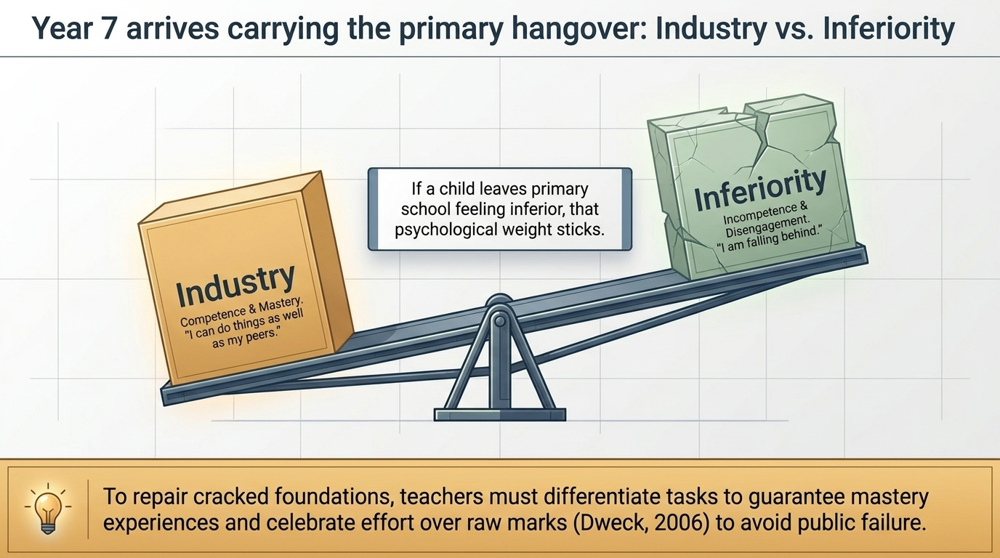 Year 7 arrives carrying the primary hangover: Industry vs. Inferiority
If a child leaves primary
school feeling inferior, that
psychological weight sticks.
Industry
Competence & Mastery.
"I can do things as well
as my peers."
Inferiority
Incompetence &
Disengagement.
"I am falling behind."
To repair cracked foundations, teachers must differentiate tasks to guarantee mastery
experiences and celebrate effort over raw marks (Dweck, 2006) to avoid public failure.